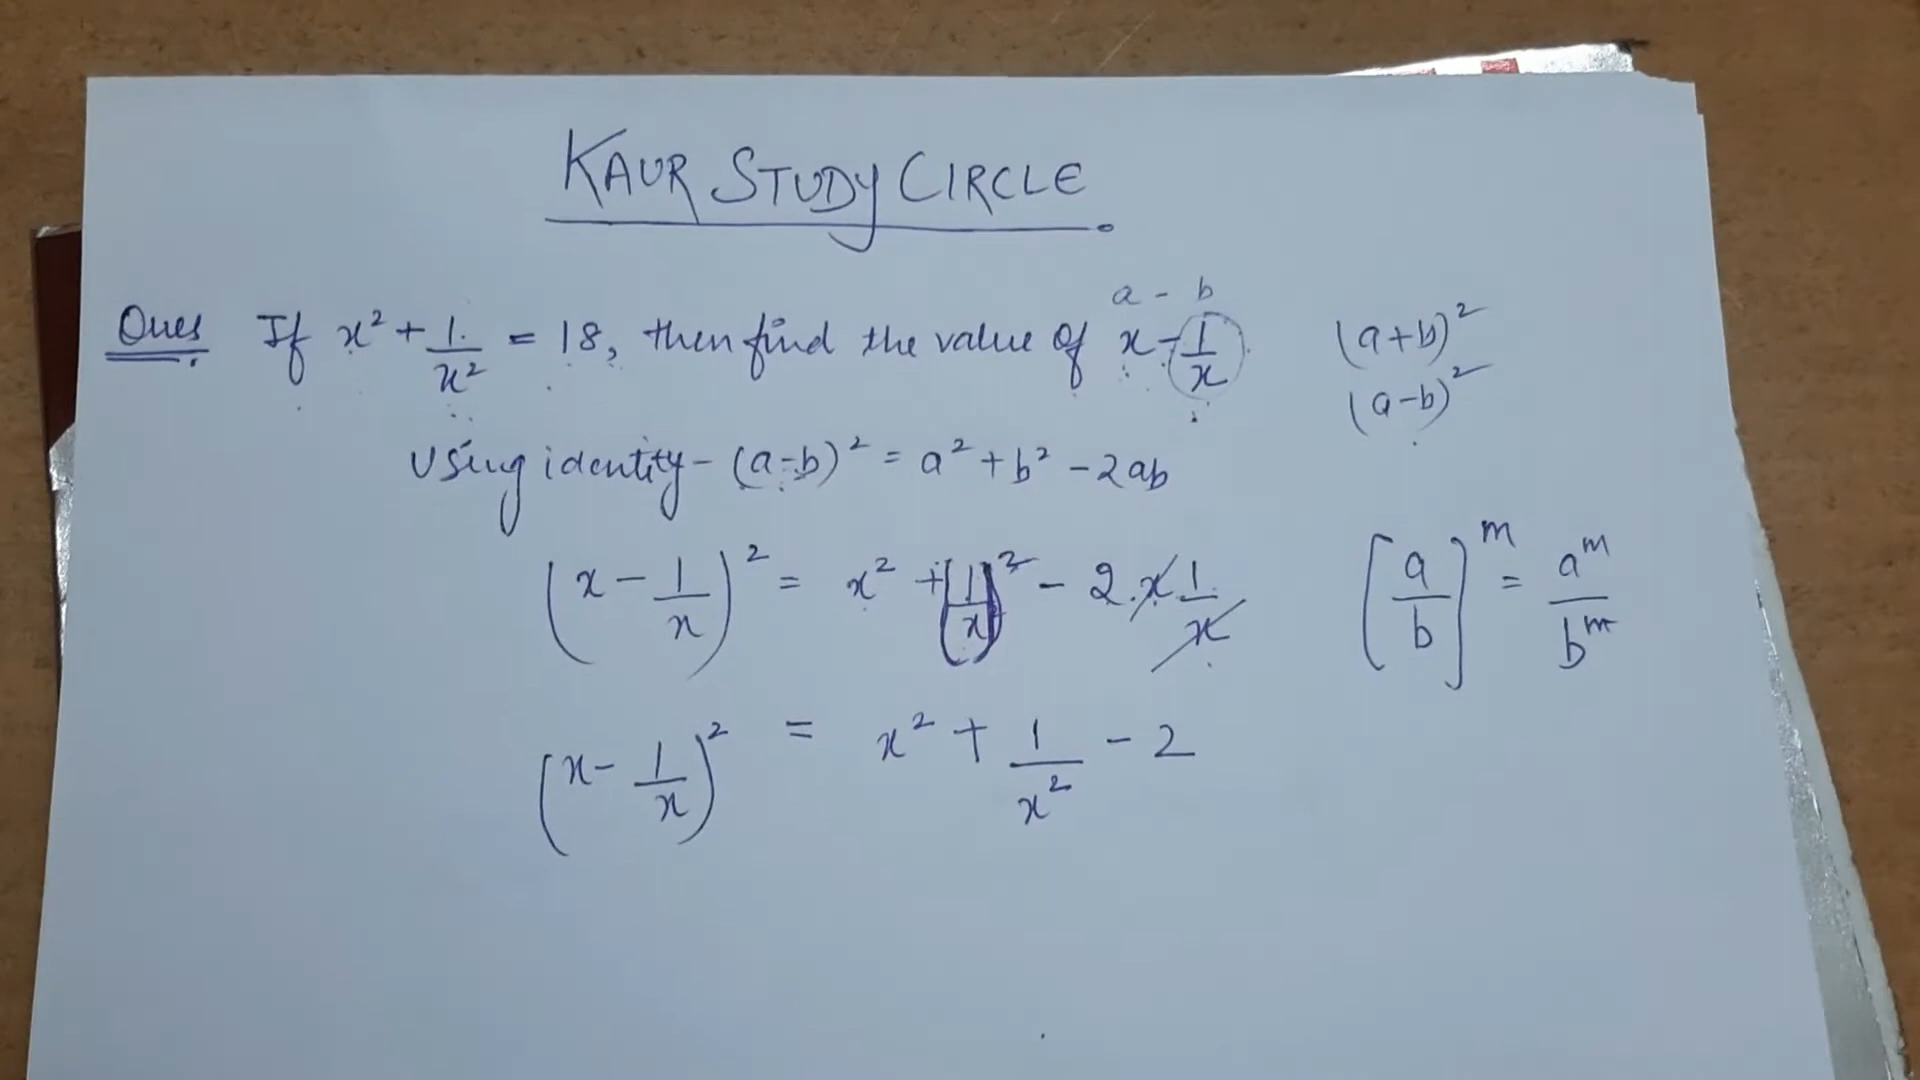 KAUR STUDY CIRCLE
a - b
Ques If x² + 1/x² = 18, then find the value of x - 1/x
(a+b)²
(a-b)²
Using identity - (a-b)² = a² + b² - 2ab
(x - 1/x)² = x² + (1/x)² - 2.x 1/x
[a/b]^m = a^m/b^m
(x - 1/x)² = x² + 1/x² - 2